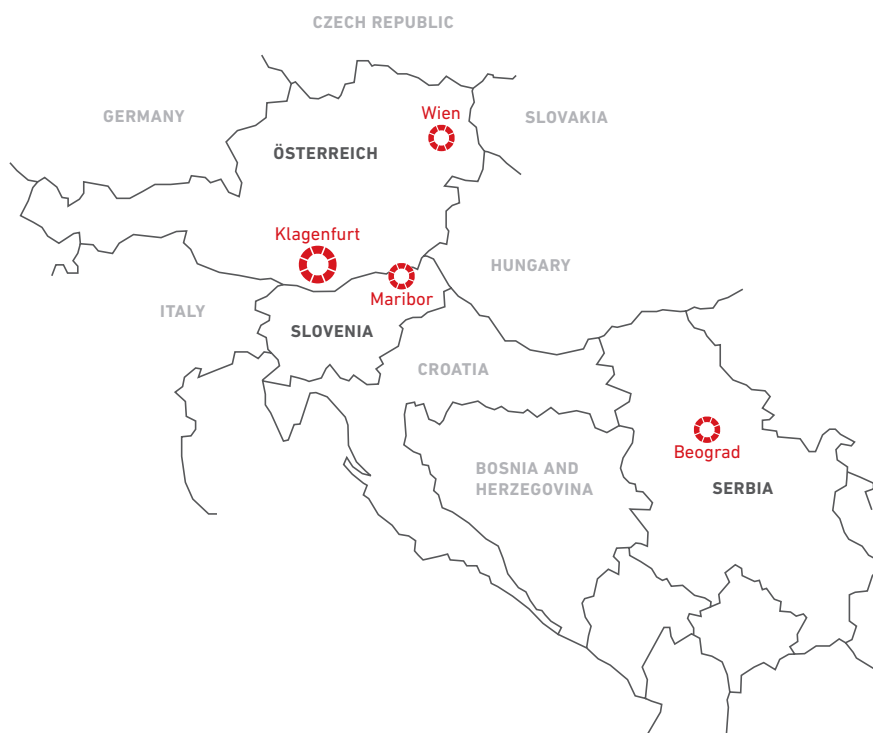 CZECH REPUBLIC
GERMANY
Wien
SLOVAKIA
ÖSTERREICH
Klagenfurt
HUNGARY
Maribor
ITALY
SLOVENIA
CROATIA
Beograd
BOSNIA AND
HERZEGOVINA
SERBIA